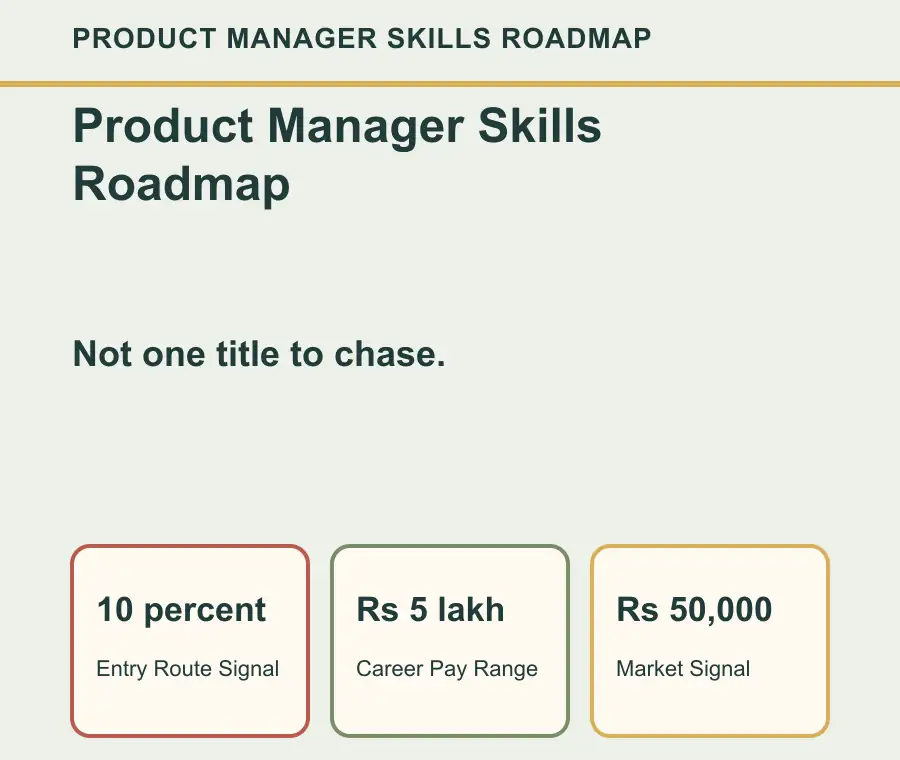 PRODUCT MANAGER SKILLS ROADMAP
Product Manager Skills
Roadmap
Not one title to chase.
10 percent
Entry Route Signal
Rs 5 lakh
Career Pay Range
Rs 50,000
Market Signal